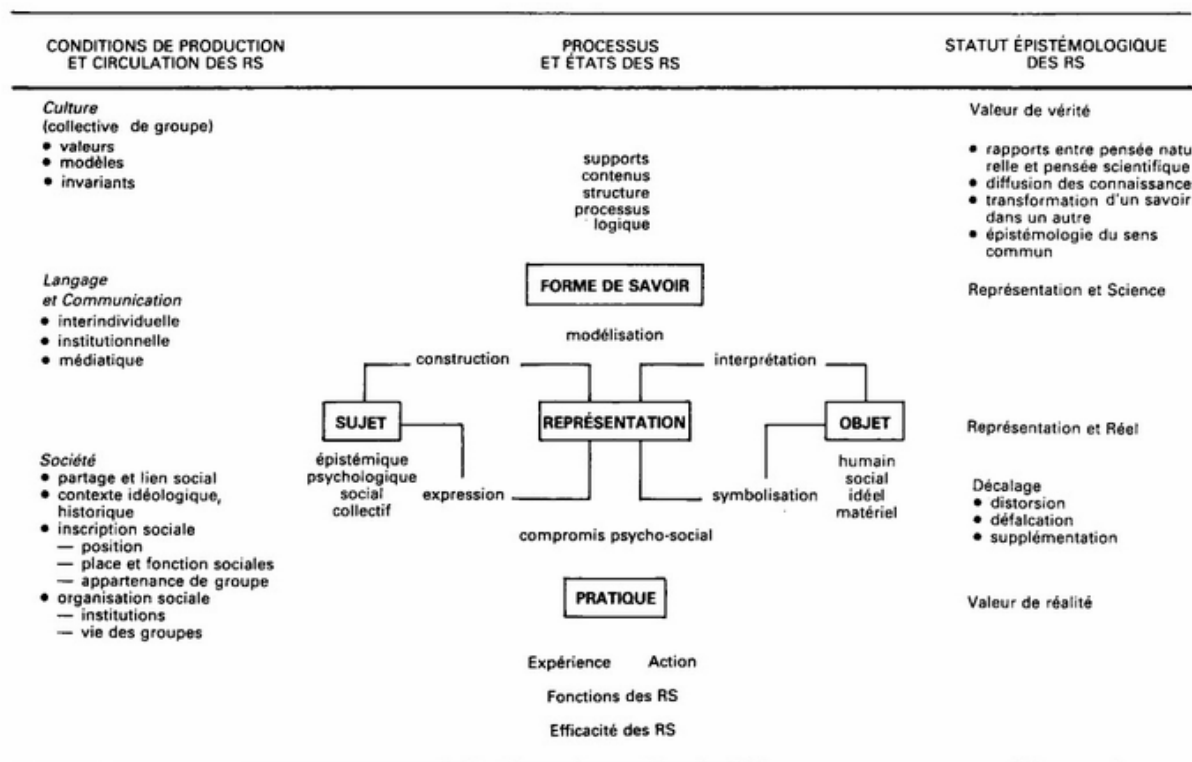 CONDITIONS DE PRODUCTION
ET CIRCULATION DES RS
PROCESSUS
ET ÉTATS DES RS
STATUT ÉPISTÉMOLOGIQUE
DES RS
Culture
(collective de groupe)
• valeurs
• modèles
• invariants
Langage
et Communication
• interindividuelle
• institutionnelle
• médiatique
Société
• partage et lien social
• contexte idéologique,
historique
• inscription sociale
— position
— place et fonction sociales
— appartenance de groupe
• organisation sociale
— institutions
— vie des groupes
supports
contenus
structure
processus
logique
FORME DE SAVOIR
modélisation
construction
interprétation
SUJET
REPRÉSENTATION
OBJET
épistémique
psychologique
social
collectif
expression
symbolisation
humain
social
idéel
matériel
compromis psycho-social
PRATIQUE
Expérience Action
Fonctions des RS
Efficacité des RS
Valeur de vérité
• rapports entre pensée natu
relle et pensée scientifique
• diffusion des connaissance
• transformation d'un savoir
dans un autre
• épistémologie du sens
commun
Représentation et Science
Représentation et Réel
Décalage
• distorsion
• défalcation
• supplémentation
Valeur de réalité